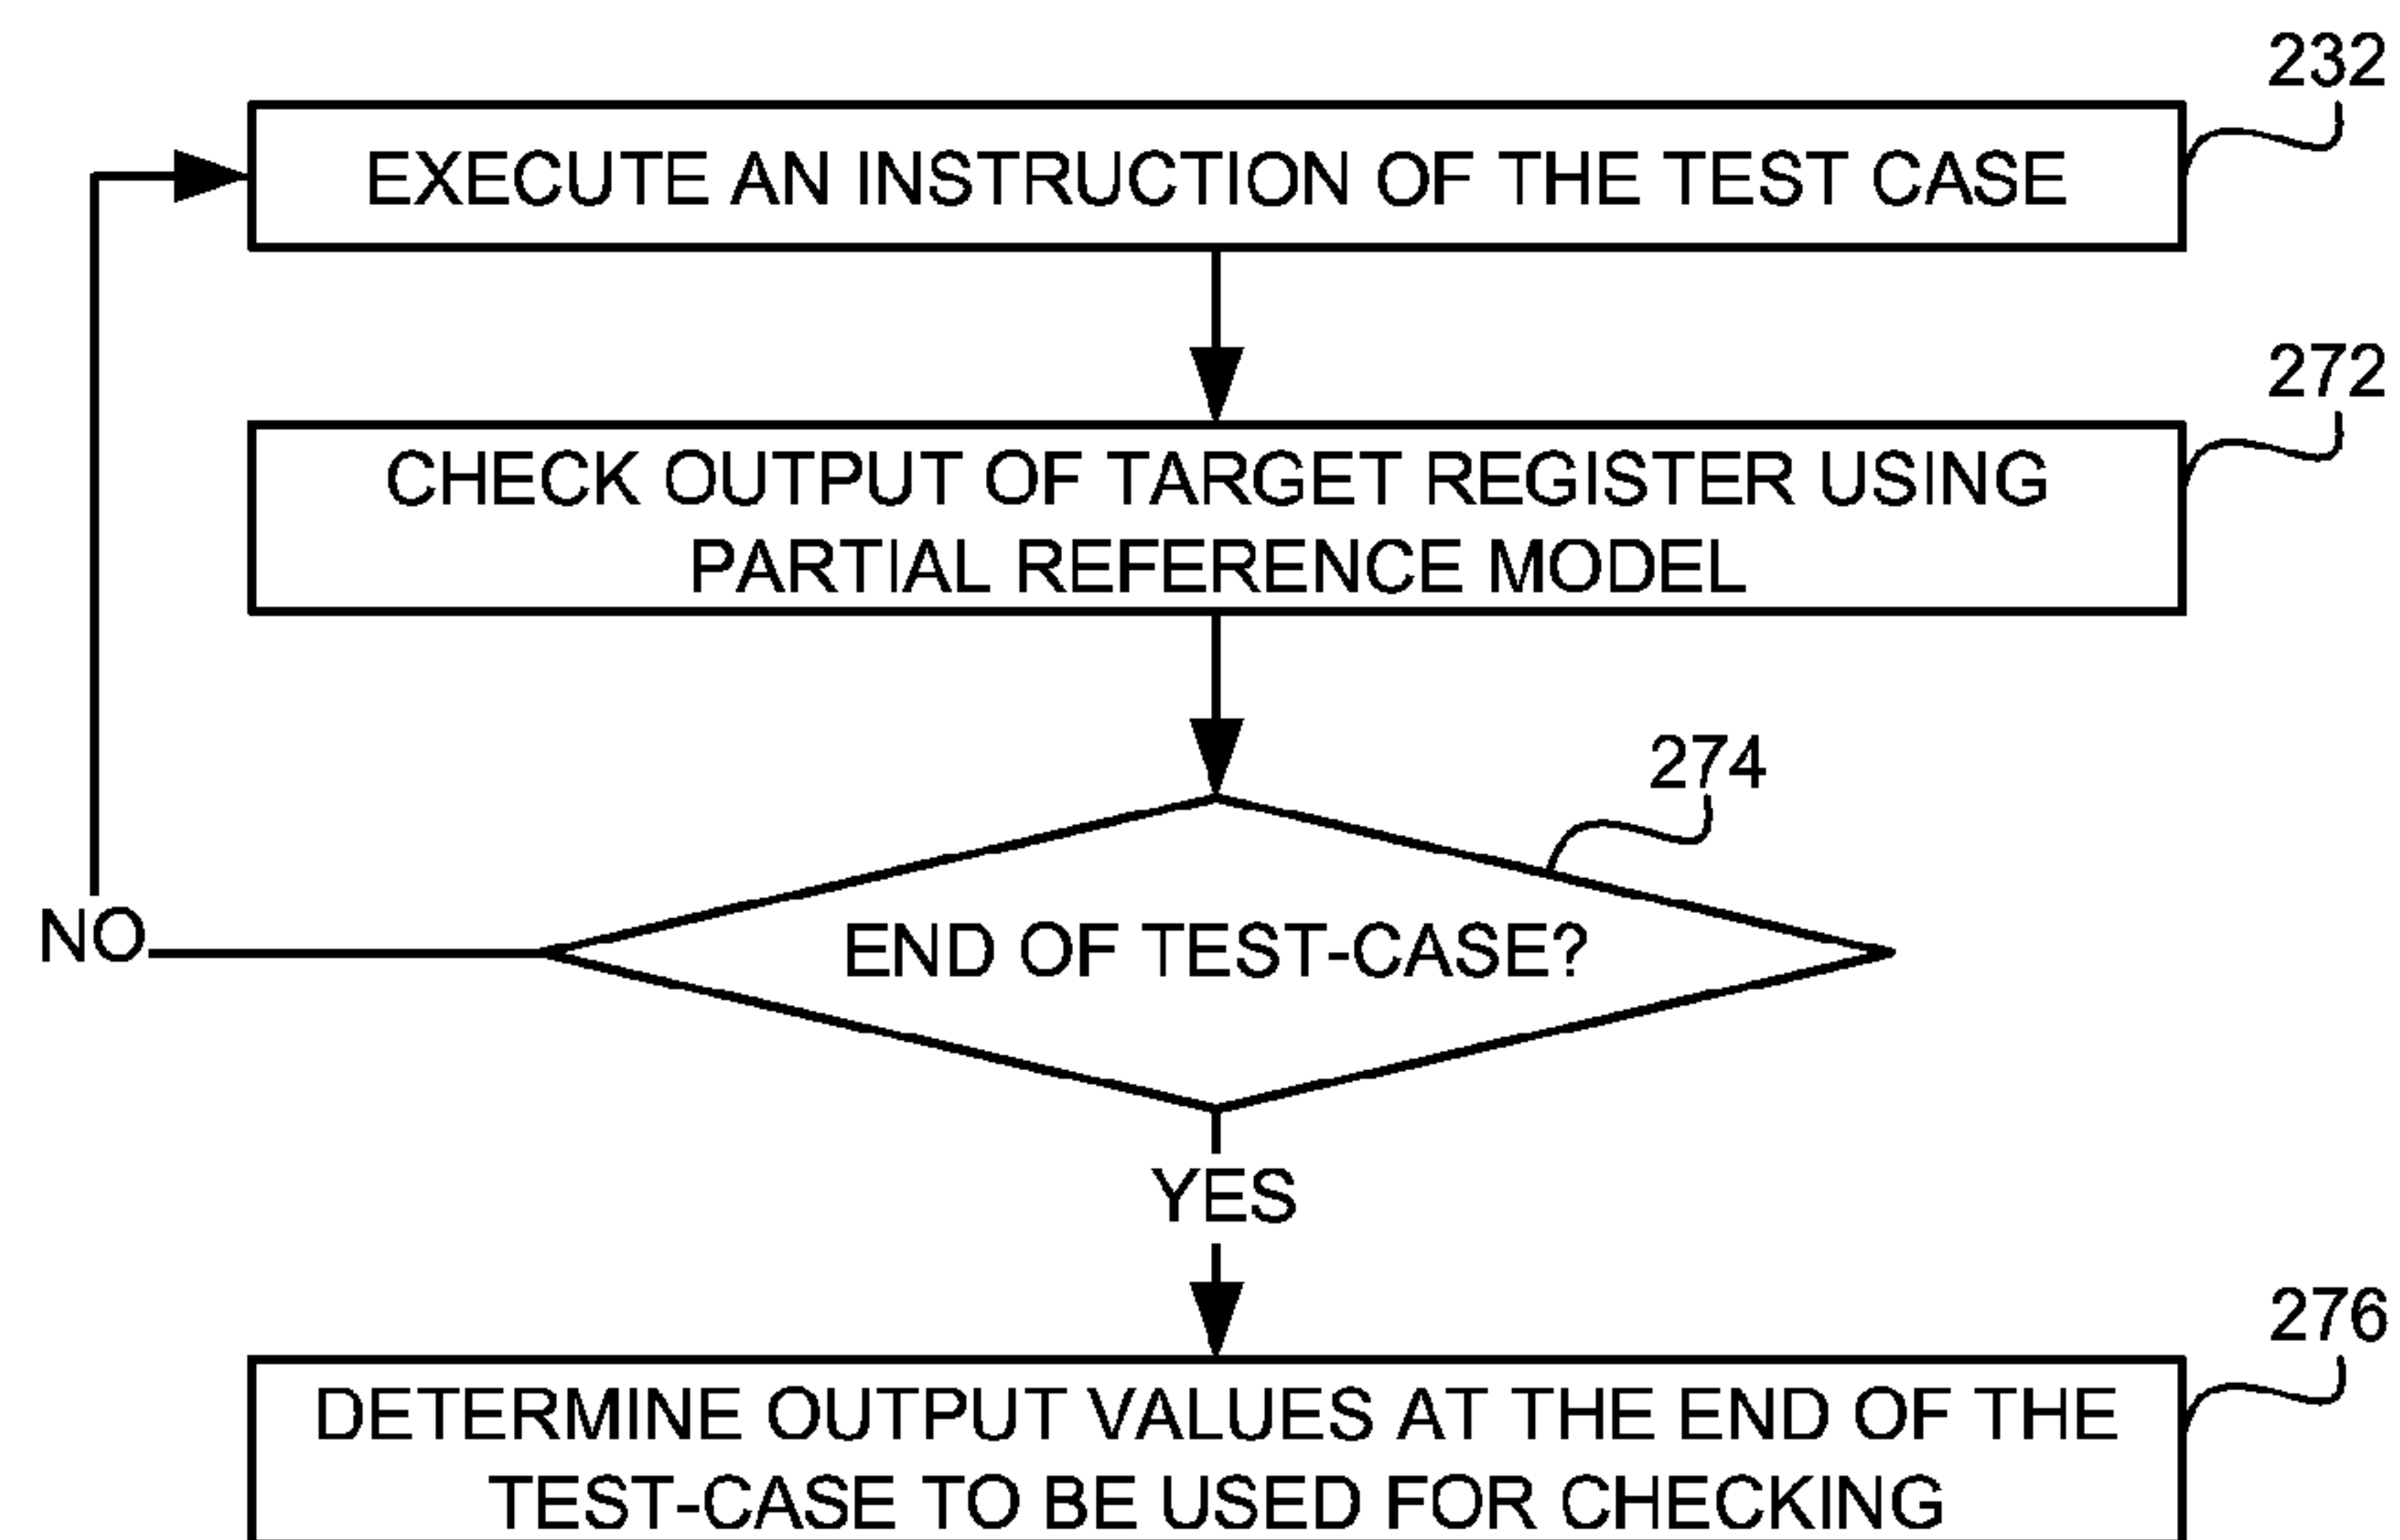 232
EXECUTE AN INSTRUCTION OF THE TEST CASE
272
CHECK OUTPUT OF TARGET REGISTER USING
PARTIAL REFERENCE MODEL
274
END OF TEST-CASE?
NO
YES
276
DETERMINE OUTPUT VALUES AT THE END OF THE
TEST-CASE TO BE USED FOR CHECKING